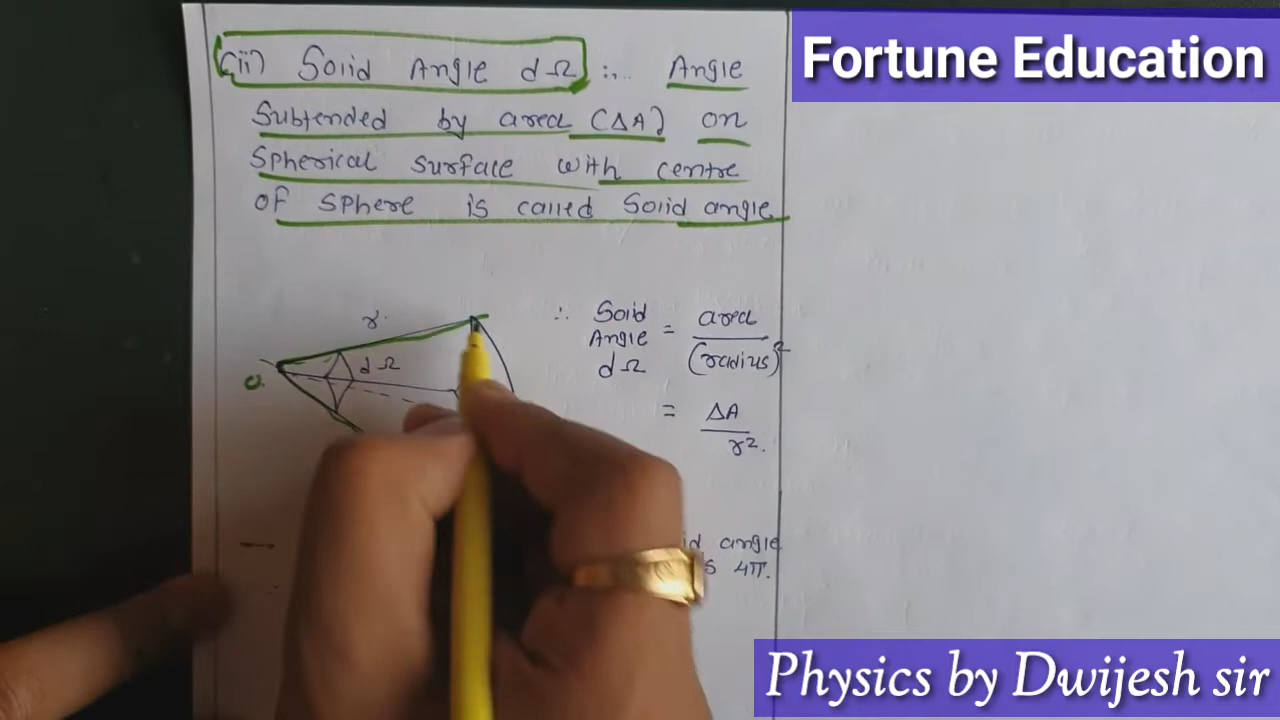 Fortune Education
(ii) Solid Angle dΩ :.. Angle
Subtended by area (ΔA) on
Spherical surface with centre
of sphere is called Solid angle
r
dΩ
O
∴ Solid Angle dΩ = area / (radius)²
= ΔA / r².
angle
4π.
Physics by Dwijesh sir